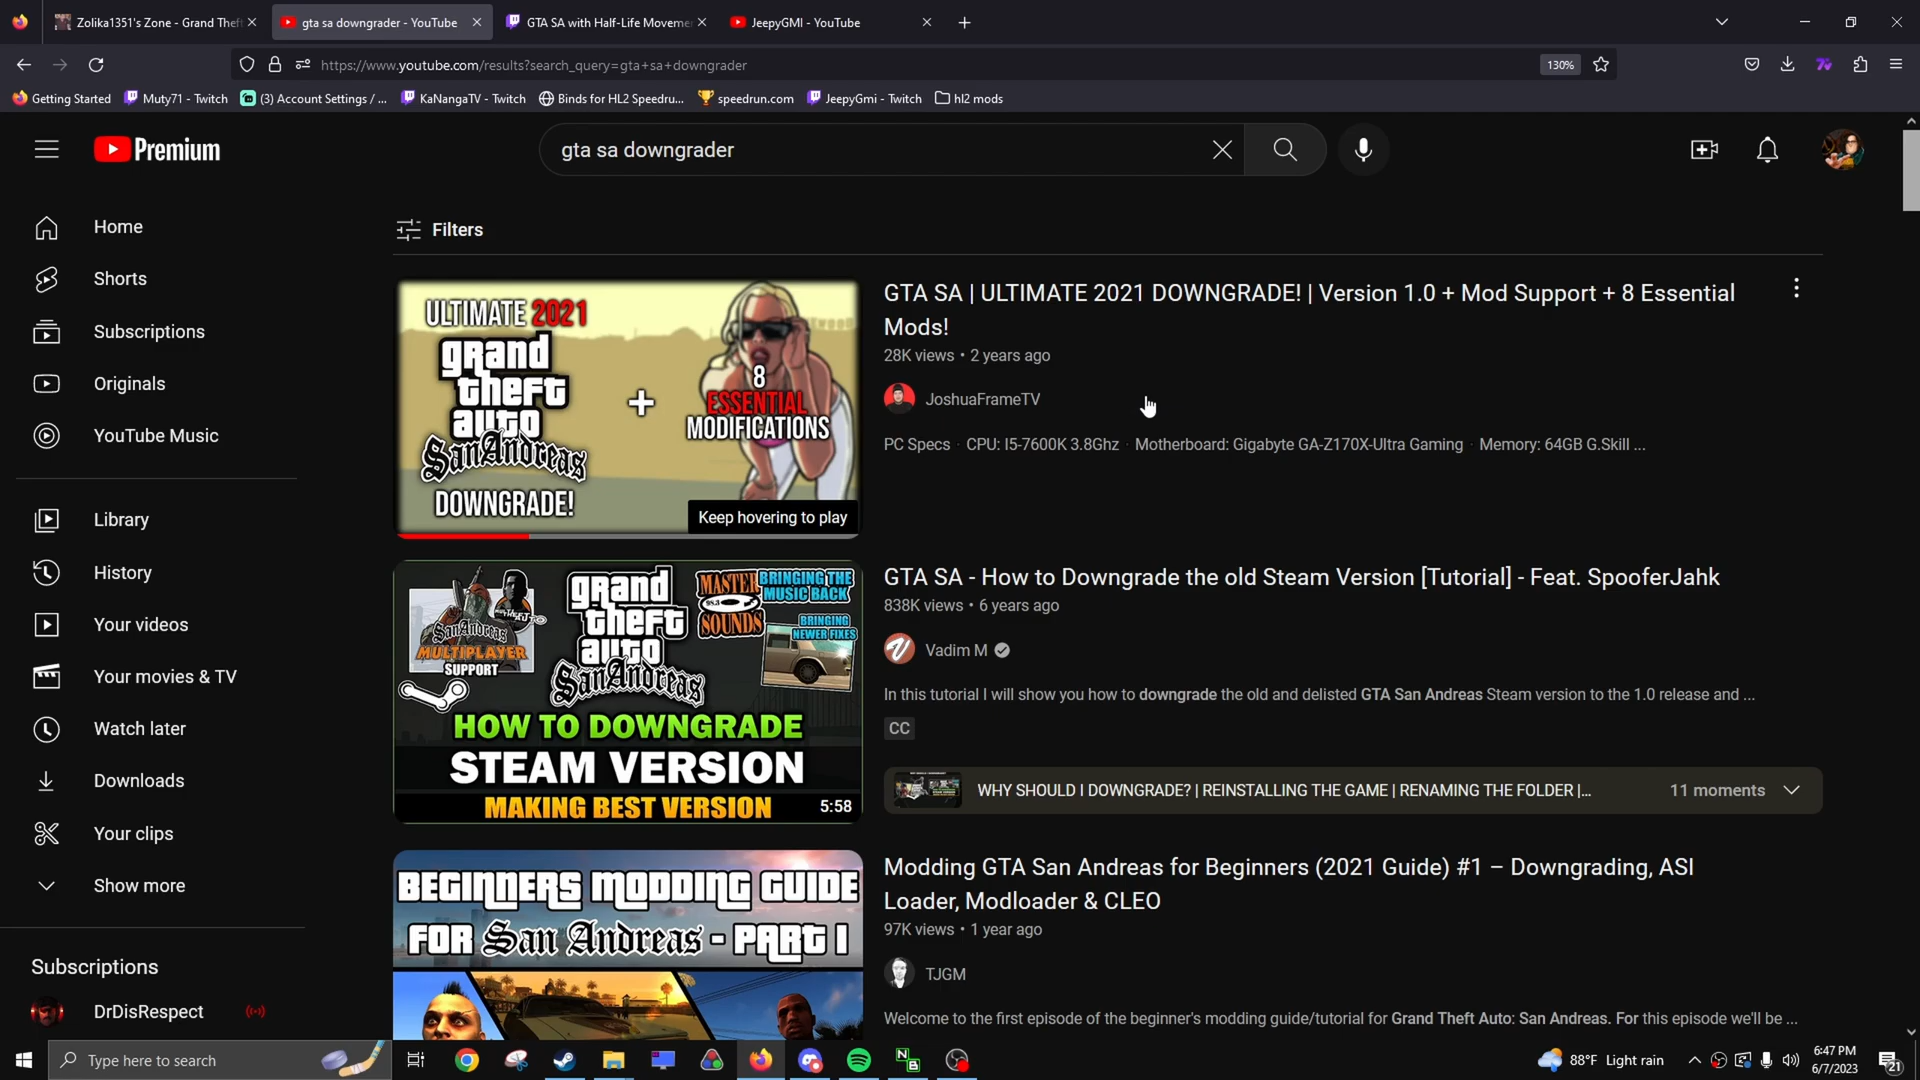 Zolika1351's Zone - Grand Theft
gta sa downgrader - YouTube
GTA SA with Half-Life Moveme
JeepyGMI - YouTube
https://www.youtube.com/results?search_query=gta+sa+downgrader
130%
Getting Started
Muty71 - Twitch
(3) Account Settings / ...
KaNangaTV - Twitch
Binds for HL2 Speedru...
speedrun.com
JeepyGmi - Twitch
hl2 mods
Premium
gta sa downgrader
Home
Shorts
Subscriptions
Originals
YouTube Music
Library
History
Your videos
Your movies & TV
Watch later
Downloads
Your clips
Show more
Subscriptions
DrDisRespect
Filters
ULTIMATE 2021
grand
theft
auto
SanAndreas
DOWNGRADE!
+
8
ESSENTIAL
MODIFICATIONS
Keep hovering to play
GTA SA | ULTIMATE 2021 DOWNGRADE! | Version 1.0 + Mod Support + 8 Essential
Mods!
28K views • 2 years ago
JoshuaFrameTV
PC Specs · CPU: I5-7600K 3.8Ghz · Motherboard: Gigabyte GA-Z170X-Ultra Gaming · Memory: 64GB G.Skill ...
SanAndreas
MULTIPLAYER
SUPPORT
grand
theft
auto
SanAndreas
MASTER
SOUNDS
BRINGING THE
MUSIC BACK
BRINGING
NEWER FIXES
HOW TO DOWNGRADE
STEAM VERSION
MAKING BEST VERSION
5:58
GTA SA - How to Downgrade the old Steam Version [Tutorial] - Feat. SpooferJahk
838K views • 6 years ago
Vadim M
In this tutorial I will show you how to downgrade the old and delisted GTA San Andreas Steam version to the 1.0 release and ...
CC
WHY SHOULD I DOWNGRADE? | REINSTALLING THE GAME | RENAMING THE FOLDER |...
11 moments
BEGINNERS MODDING GUIDE
FOR San Andreas - PART 1
Modding GTA San Andreas for Beginners (2021 Guide) #1 – Downgrading, ASI
Loader, Modloader & CLEO
97K views • 1 year ago
TJGM
Welcome to the first episode of the beginner's modding guide/tutorial for Grand Theft Auto: San Andreas. For this episode we'll be ...
Type here to search
88°F Light rain
6:47 PM
6/7/2023
21